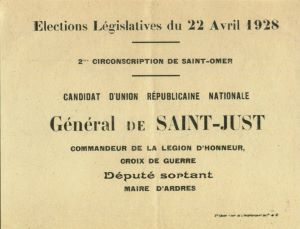 Elections Législatives du 22 Avril 1928
2me CIRCONSCRIPTION DE SAINT-OMER
CANDIDAT D'UNION RÉPUBLICAINE NATIONALE
Général DE SAINT-JUST
COMMANDEUR DE LA LEGION D'HONNEUR,
CROIX DE GUERRE
Député sortant
MAIRE D'ARDRES